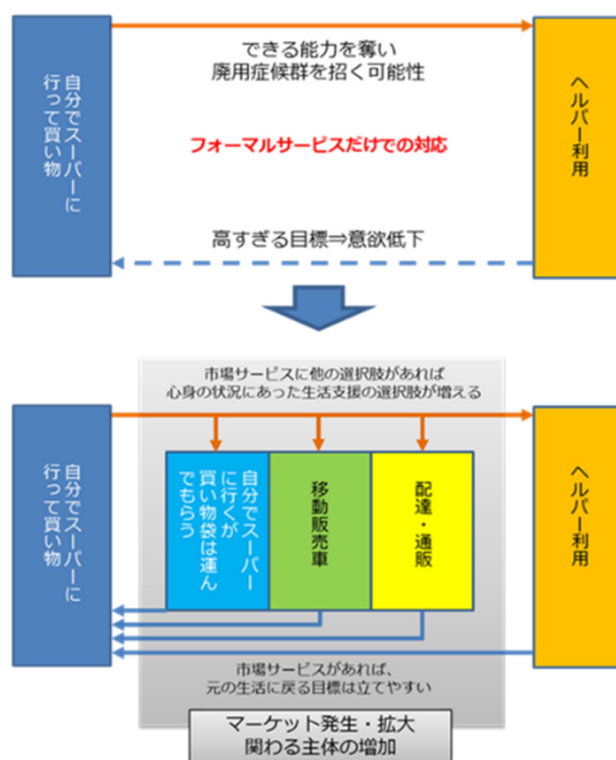 自分でスーパーに
行って買い物
できる能力を奪い
廃用症候群を招く可能性
フォーマルサービスだけでの対応
高すぎる目標⇒意欲低下
ヘルパー利用
市場サービスに他の選択肢があれば
心身の状況にあった生活支援の選択肢が増える
自分でスーパーに
行って買い物
自分でスーパー
に行くが
買い物袋は運ん
でもらう
移動販売車
配達・通販
ヘルパー利用
市場サービスがあれば、
元の生活に戻る目標は立てやすい
マーケット発生・拡大
関わる主体の増加